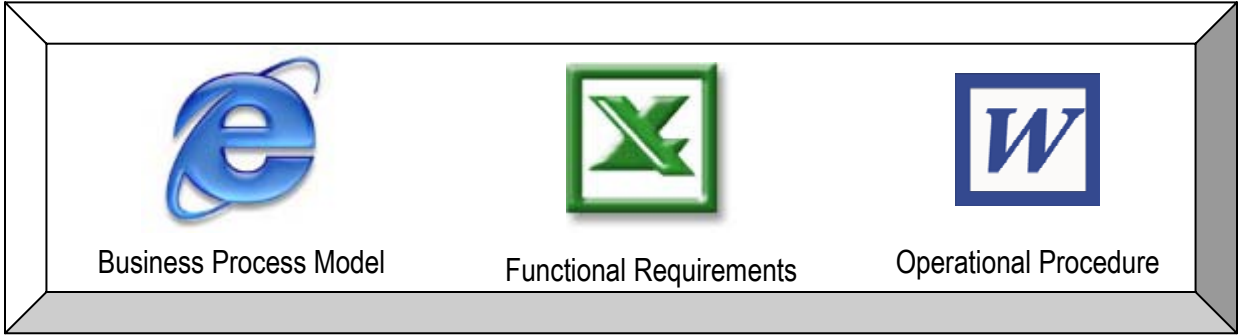 Business Process Model
Functional Requirements
Operational Procedure